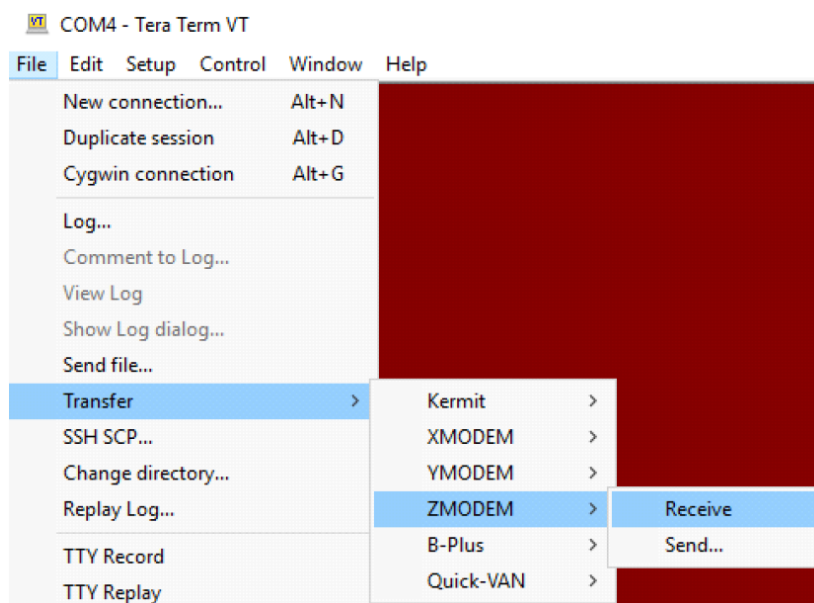 VT COM4 - Tera Term VT
File Edit Setup Control Window Help
New connection... Alt+N
Duplicate session Alt+D
Cygwin connection Alt+G
Log...
Comment to Log...
View Log
Show Log dialog...
Send file...
Transfer >
SSH SCP...
Change directory...
Replay Log...
TTY Record
TTY Replay
Kermit >
XMODEM >
YMODEM >
ZMODEM >
B-Plus >
Quick-VAN >
Receive
Send...